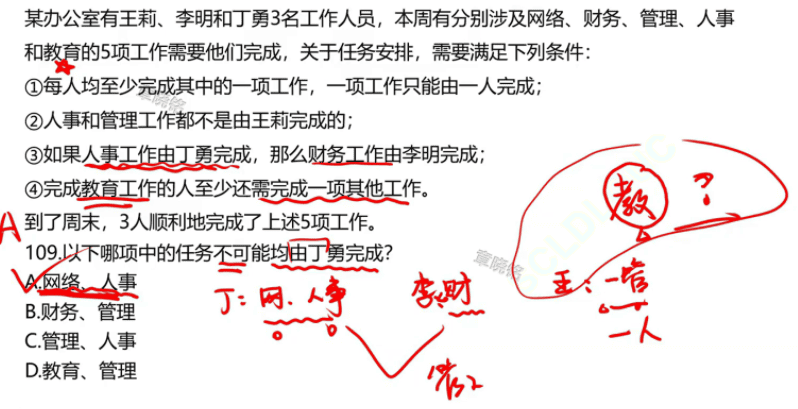 某办公室有王莉、李明和丁勇3名工作人员，本周有分别涉及网络、财务、管理、人事
和教育的5项工作需要他们完成，关于任务安排，需要满足下列条件：
①每人均至少完成其中的一项工作，一项工作只能由一人完成；
②人事和管理工作都不是由王莉完成的；
③如果人事工作由丁勇完成，那么财务工作由李明完成；
④完成教育工作的人至少还需完成一项其他工作。
到了周末，3人顺利地完成了上述5项工作。
A
109.以下哪项中的任务不可能均由丁勇完成？
A.网络、人事
B.财务、管理
C.管理、人事
D.教育、管理
丁：网、人事
李：财
教 ?
王：一管
一人
章晓铭
章晓铭